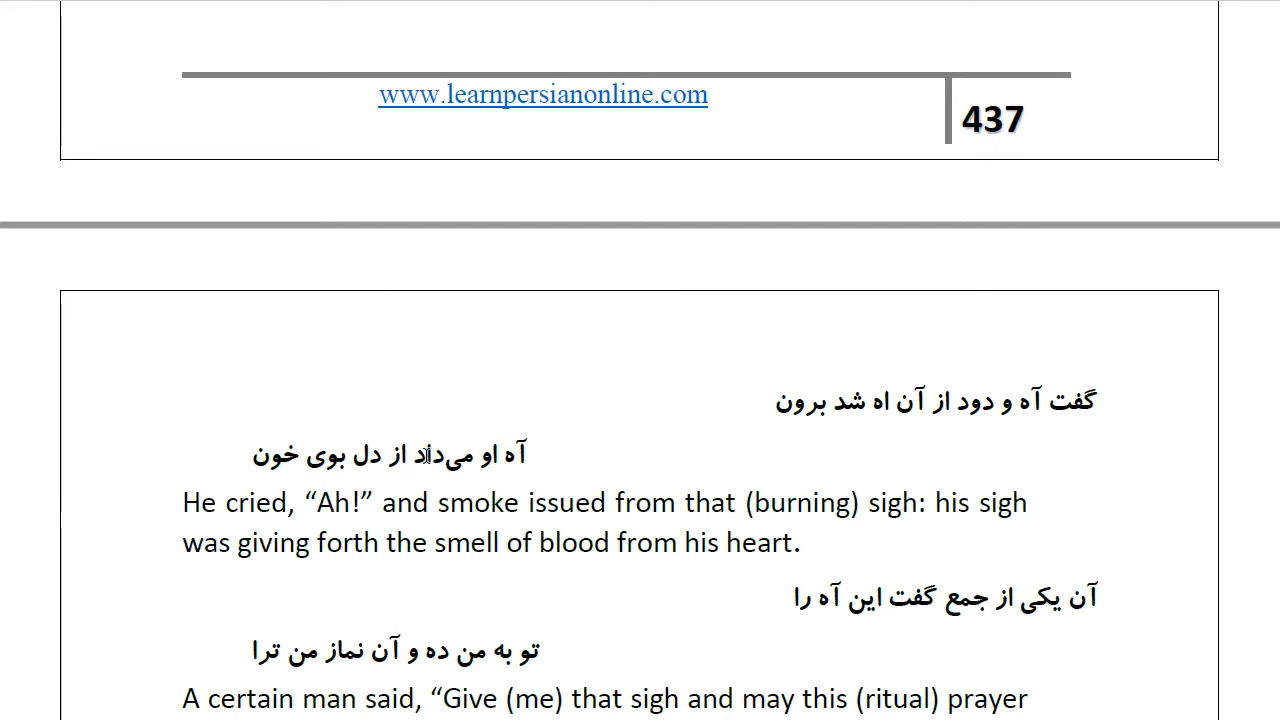 www.learnpersianonline.com
437
گفت آه و دود از آن اه شد برون
آه او می‌داد از دل بوی خون
He cried, “Ah!” and smoke issued from that (burning) sigh: his sigh
was giving forth the smell of blood from his heart.
آن یکی از جمع گفت این آه را
تو به من ده و آن نماز من ترا
A certain man said, “Give (me) that sigh and may this (ritual) prayer